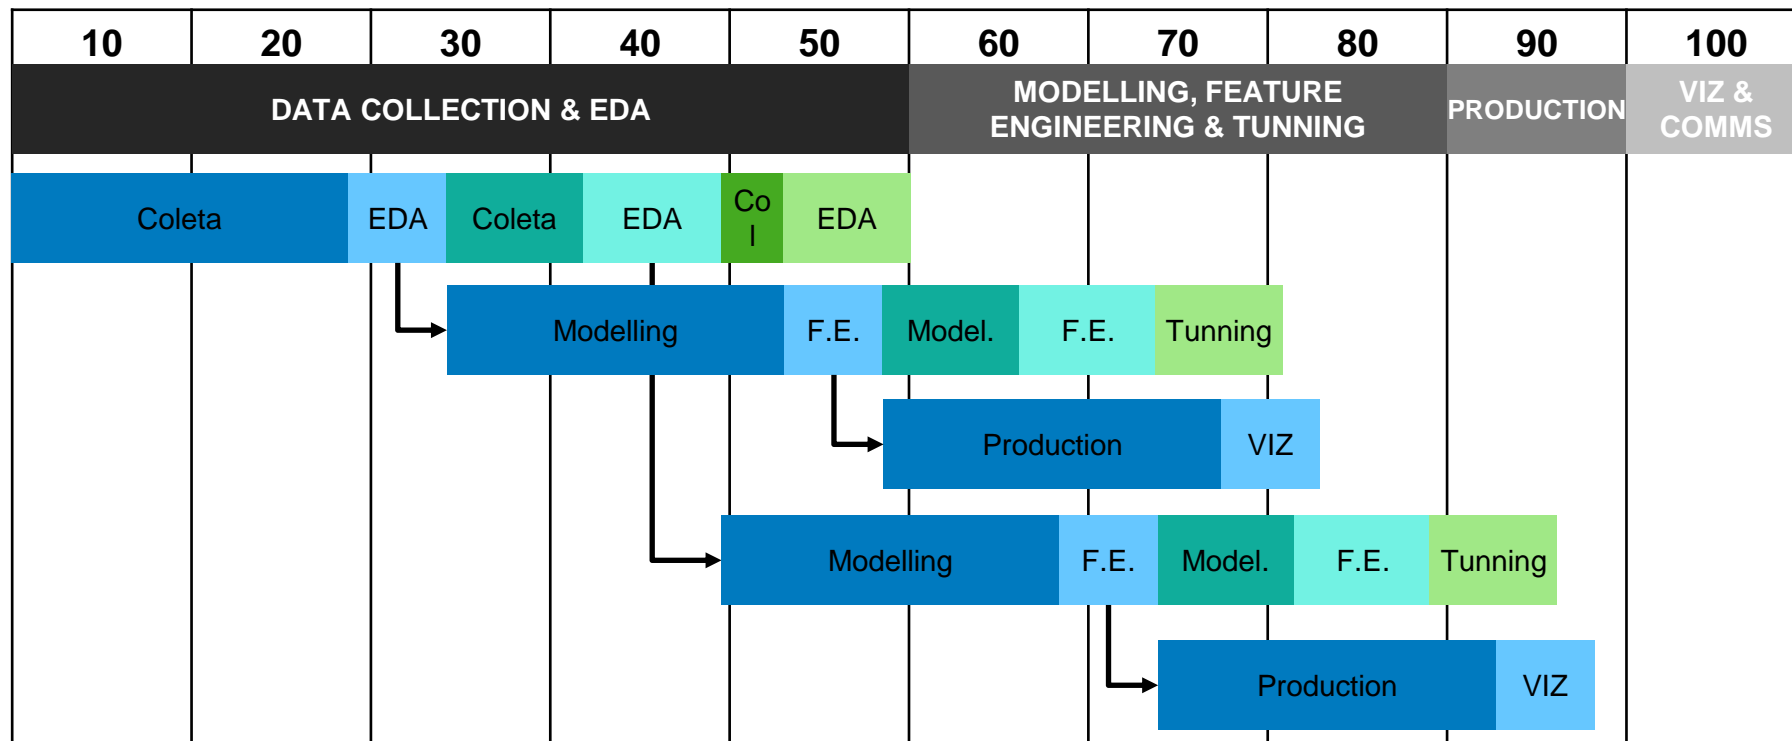 10 20 30 40 50 60 70 80 90 100
DATA COLLECTION & EDA
MODELLING, FEATURE
ENGINEERING & TUNNING
PRODUCTION
VIZ &
COMMS
Coleta EDA Coleta EDA
Co
l
EDA
Modelling F.E. Model. F.E. Tunning
Production VIZ
Modelling F.E. Model. F.E. Tunning
Production VIZ